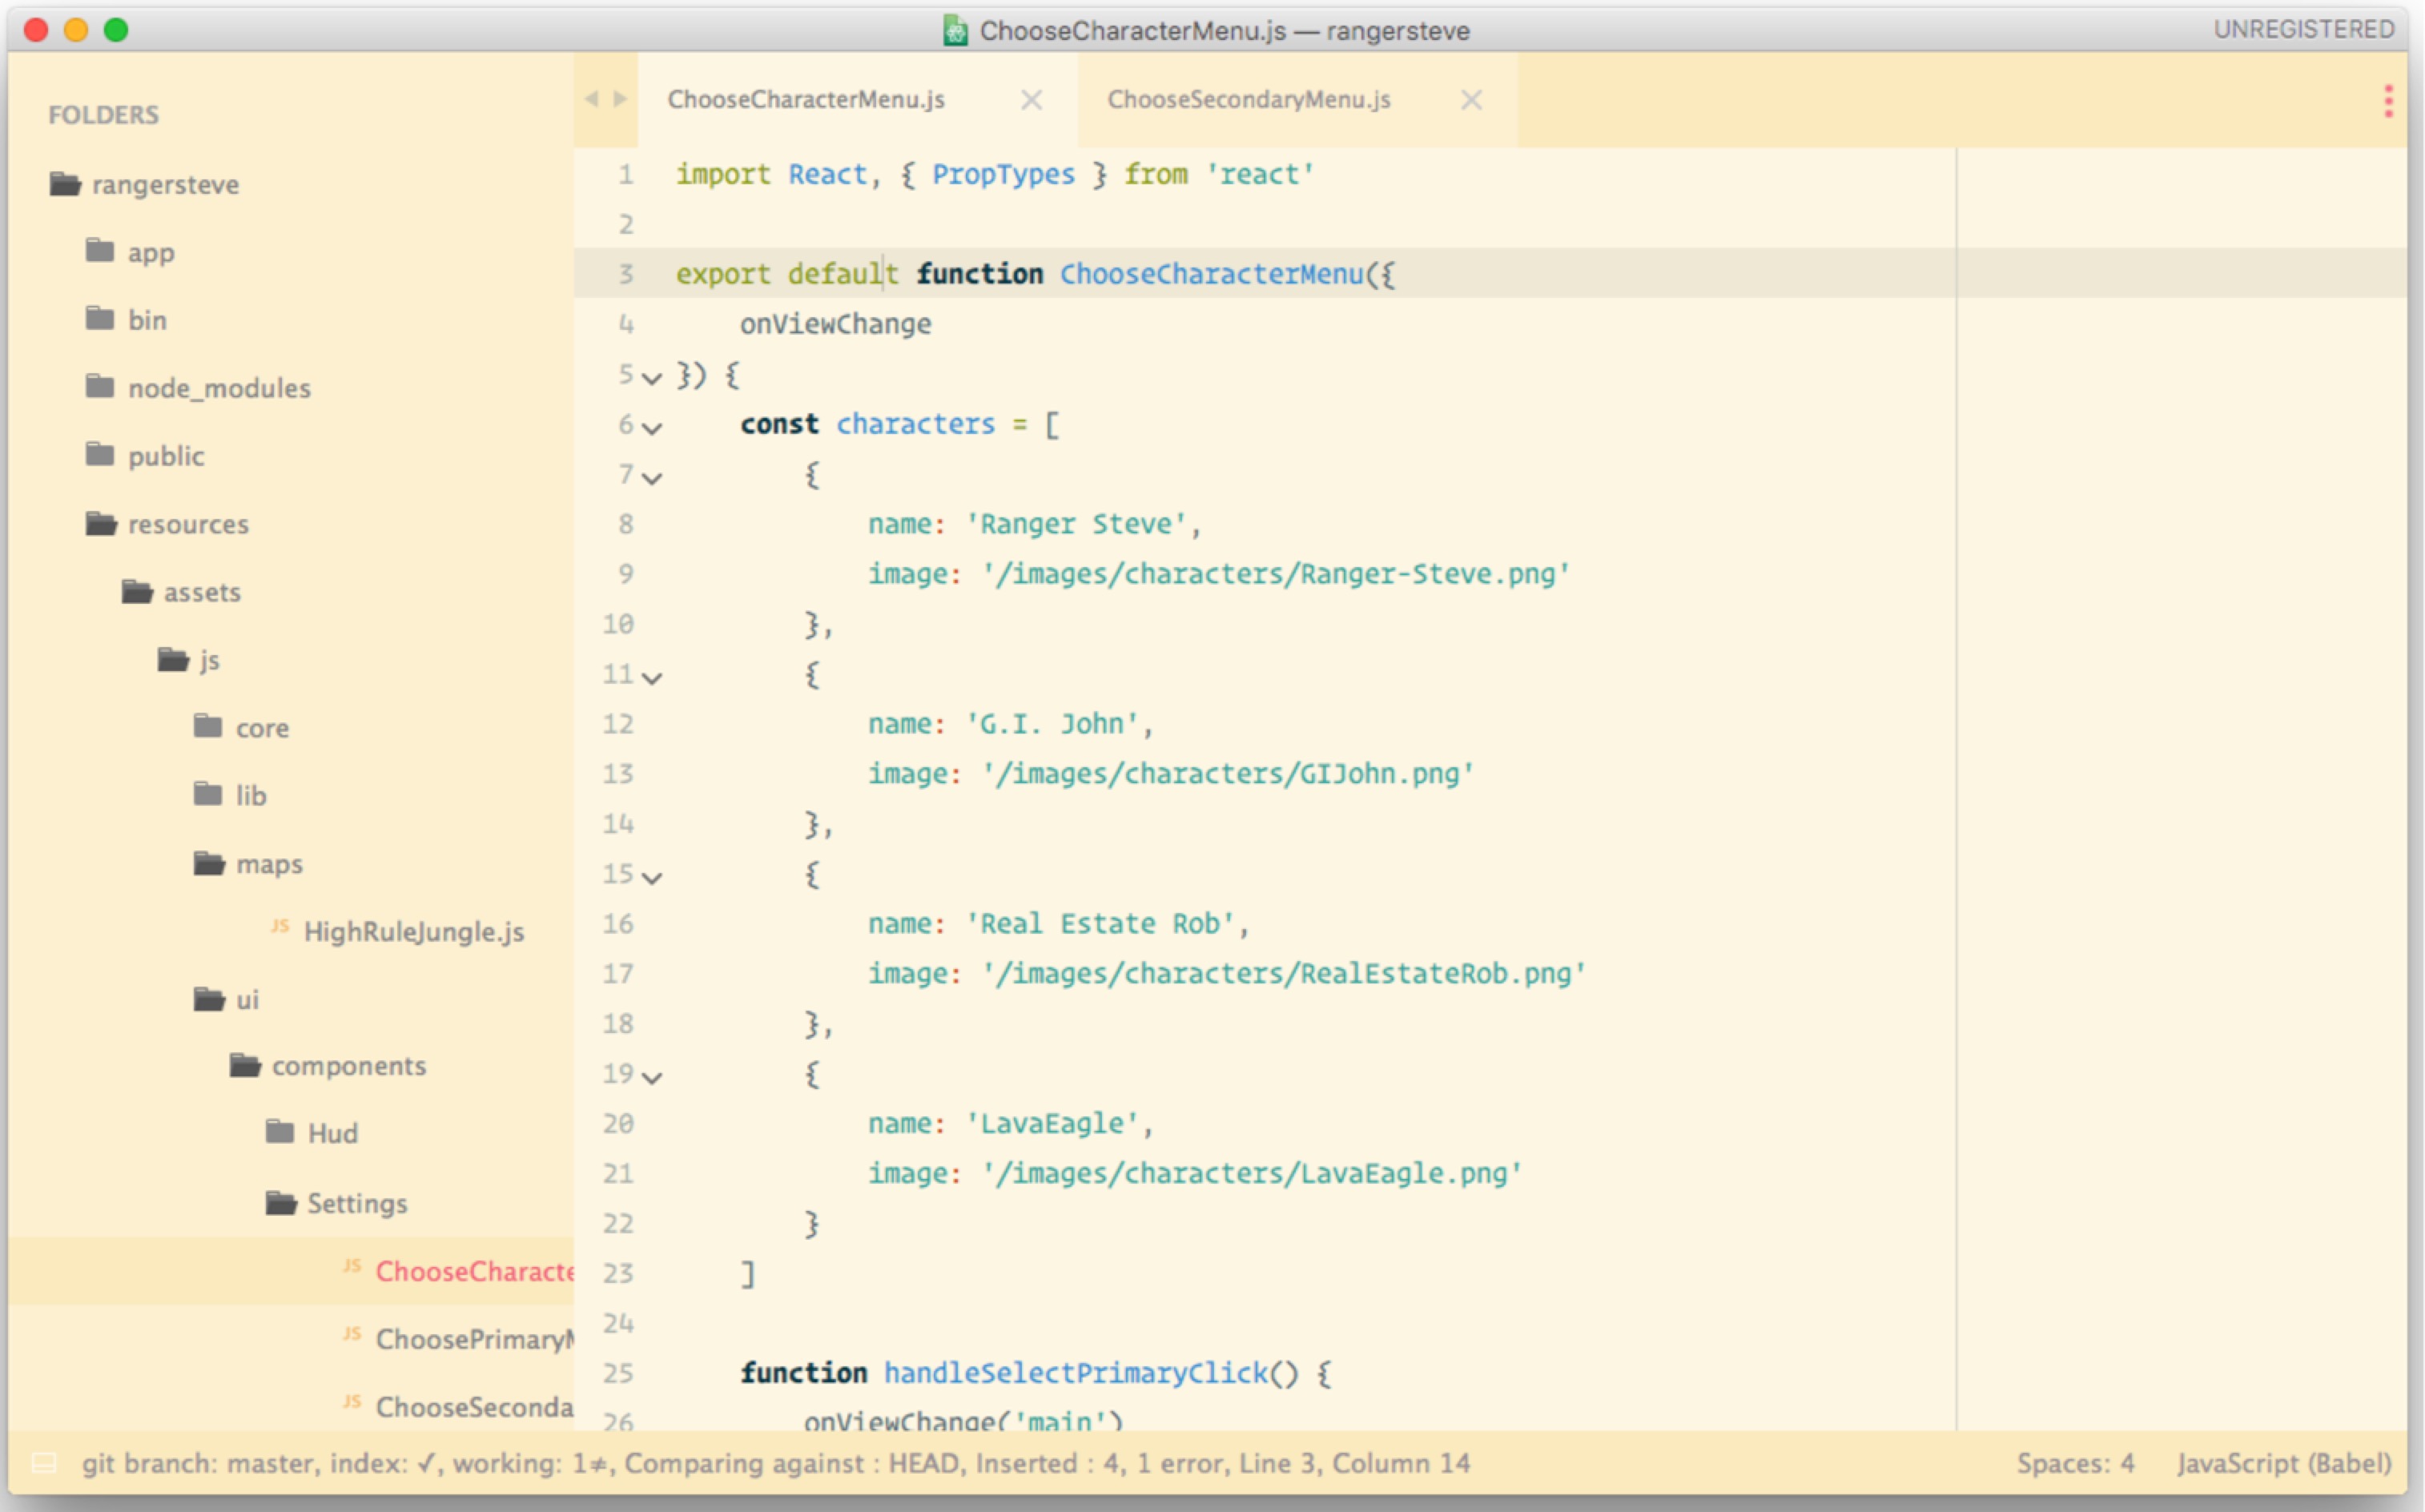 ChooseCharacterMenu.js — rangersteve
UNREGISTERED
FOLDERS
rangersteve
app
bin
node_modules
public
resources
assets
js
core
lib
maps
JS HighRuleJungle.js
ui
components
Hud
Settings
JS ChooseCharacte
JS ChoosePrimaryM
JS ChooseSeconda
ChooseCharacterMenu.js
ChooseSecondaryMenu.js
1 import React, { PropTypes } from 'react'
2
3 export default function ChooseCharacterMenu({
4     onViewChange
5 }) {
6     const characters = [
7         {
8             name: 'Ranger Steve',
9             image: '/images/characters/Ranger-Steve.png'
10         },
11         {
12             name: 'G.I. John',
13             image: '/images/characters/GIJohn.png'
14         },
15         {
16             name: 'Real Estate Rob',
17             image: '/images/characters/RealEstateRob.png'
18         },
19         {
20             name: 'LavaEagle',
21             image: '/images/characters/LavaEagle.png'
22         }
23     ]
24
25     function handleSelectPrimaryClick() {
26         onViewChange('main')
git branch: master, index: ✓, working: 1≠, Comparing against : HEAD, Inserted : 4, 1 error, Line 3, Column 14
Spaces: 4
JavaScript (Babel)